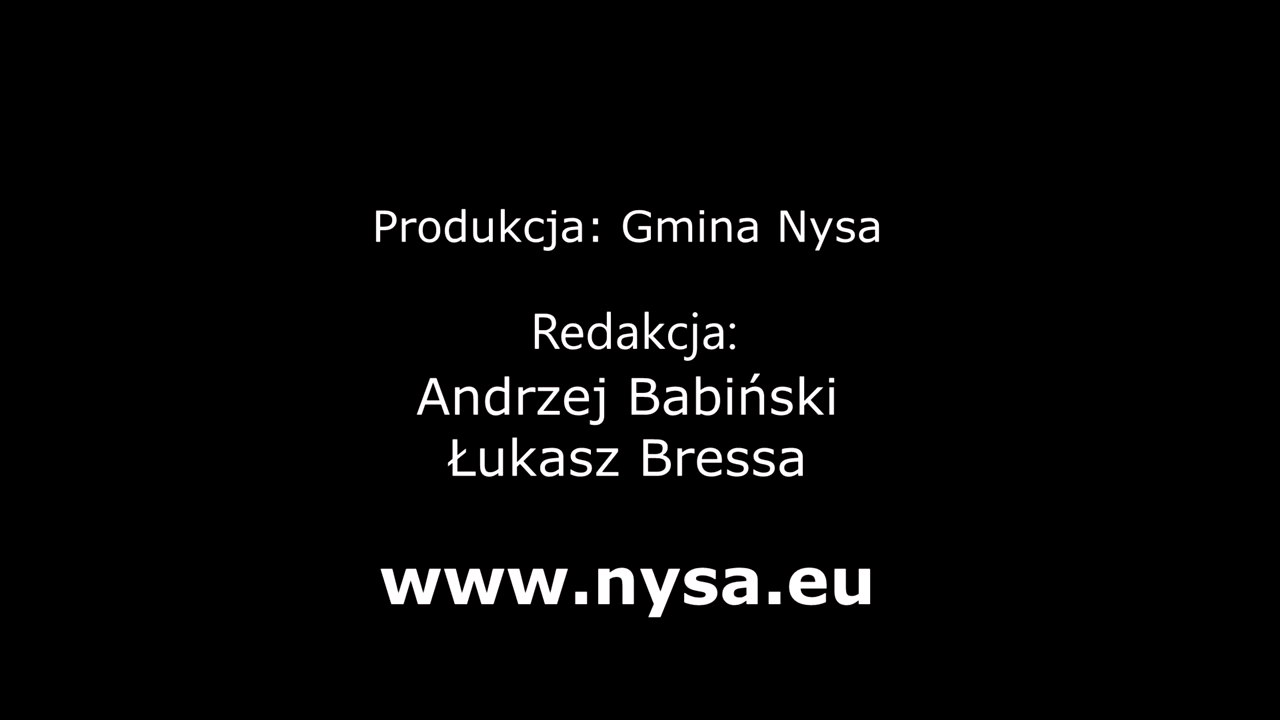 Produkcja: Gmina Nysa
Redakcja:
Andrzej Babiński
Łukasz Bressa
www.nysa.eu